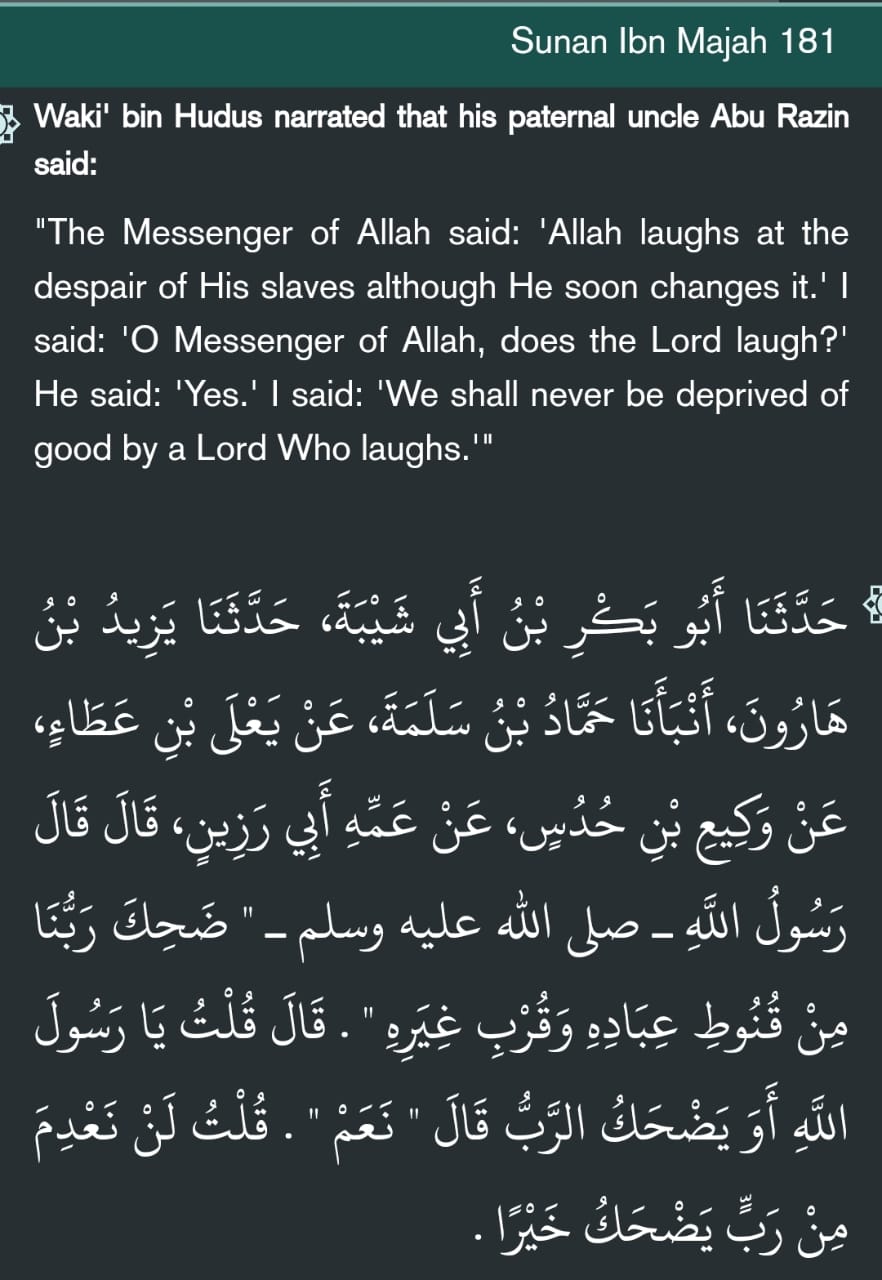 Sunan Ibn Majah 181
Waki' bin Hudus narrated that his paternal uncle Abu Razin
said:
"The Messenger of Allah said: 'Allah laughs at the
despair of His slaves although He soon changes it.' I
said: 'O Messenger of Allah, does the Lord laugh?'
He said: 'Yes.' I said: 'We shall never be deprived of
good by a Lord Who laughs.'"
حَدَّثَنَا أَبُو بَكْرِ بْنُ أَبِي شَيْبَةَ، حَدَّثَنَا يَزِيدُ بْنُ
هَارُونَ، أَنْبَأَنَا حَمَّادُ بْنُ سَلَمَةَ، عَنْ يَعْلَى بْنِ عَطَاءٍ،
عَنْ وَكِيعِ بْنِ حُدُسٍ، عَنْ عَمِّهِ أَبِي رَزِينٍ، قَالَ قَالَ
رَسُولُ اللَّهِ ـ صلى الله عليه وسلم ـ " ضَحِكَ رَبُّنَا
مِنْ قُنُوطِ عِبَادِهِ وَقُرْبِ غِيَرِهِ " . قَالَ قُلْتُ يَا رَسُولَ
اللَّهِ أَوَ يَضْحَكُ الرَّبُّ قَالَ " نَعَمْ " . قُلْتُ لَنْ نَعْدِمَ
مِنْ رَبٍّ يَضْحَكُ خَيْرًا .